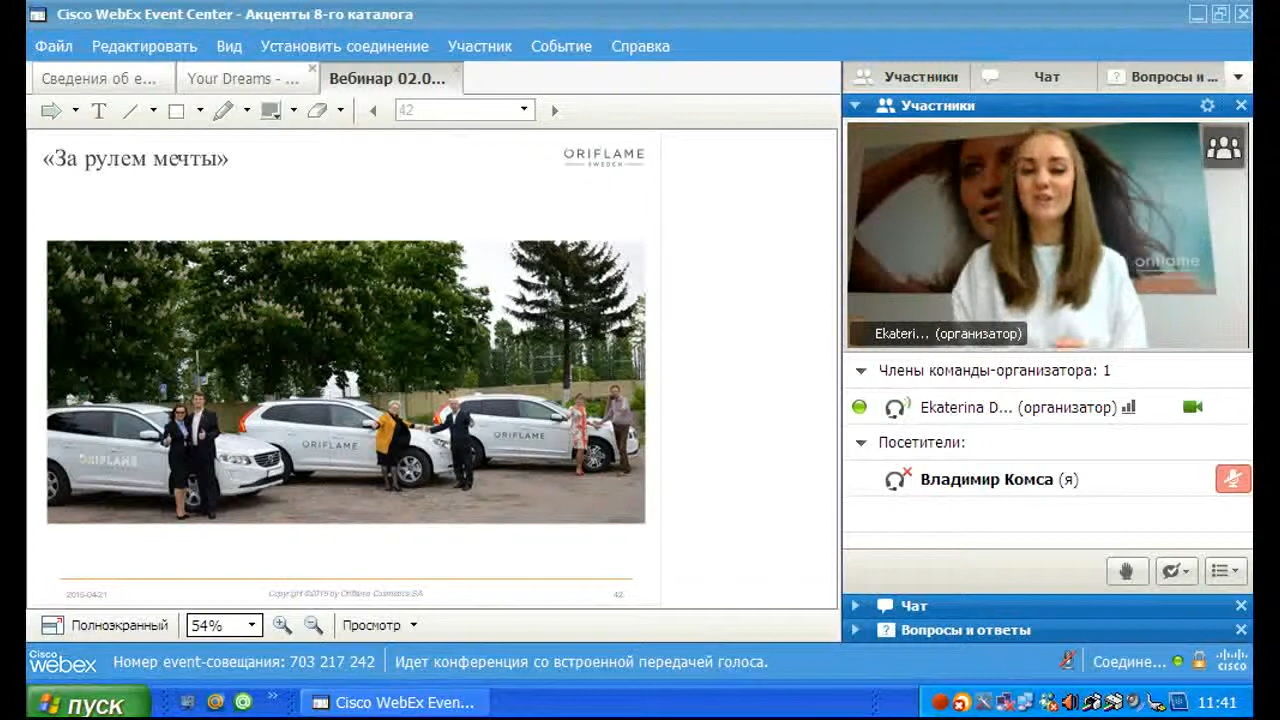 Cisco WebEx Event Center - Акценты 8-го каталога
Файл Редактировать Вид Установить соединение Участник Событие Справка
Сведения об е... Your Dreams - ... Вебинар 02.0...
Участники Чат Вопросы и ...
T 42
Участники
«За рулем мечты»
ORIFLAME
SWEDEN
oriflame
Ekateri... (организатор)
ORIFLAME
ORIFLAME
ORIFLAME
Члены команды-организатора: 1
Ekaterina D... (организатор)
Посетители:
Владимир Комса (я)
Copyright ©2015 by Oriflame Cosmetics SA
42
Чат
Полноэкранный 54% Просмотр
Вопросы и ответы
Cisco
webex Номер event-совещания: 703 217 242 Идет конференция со встроенной передачей голоса. Соедине... cisco
пуск Cisco WebEx Even... 11:41